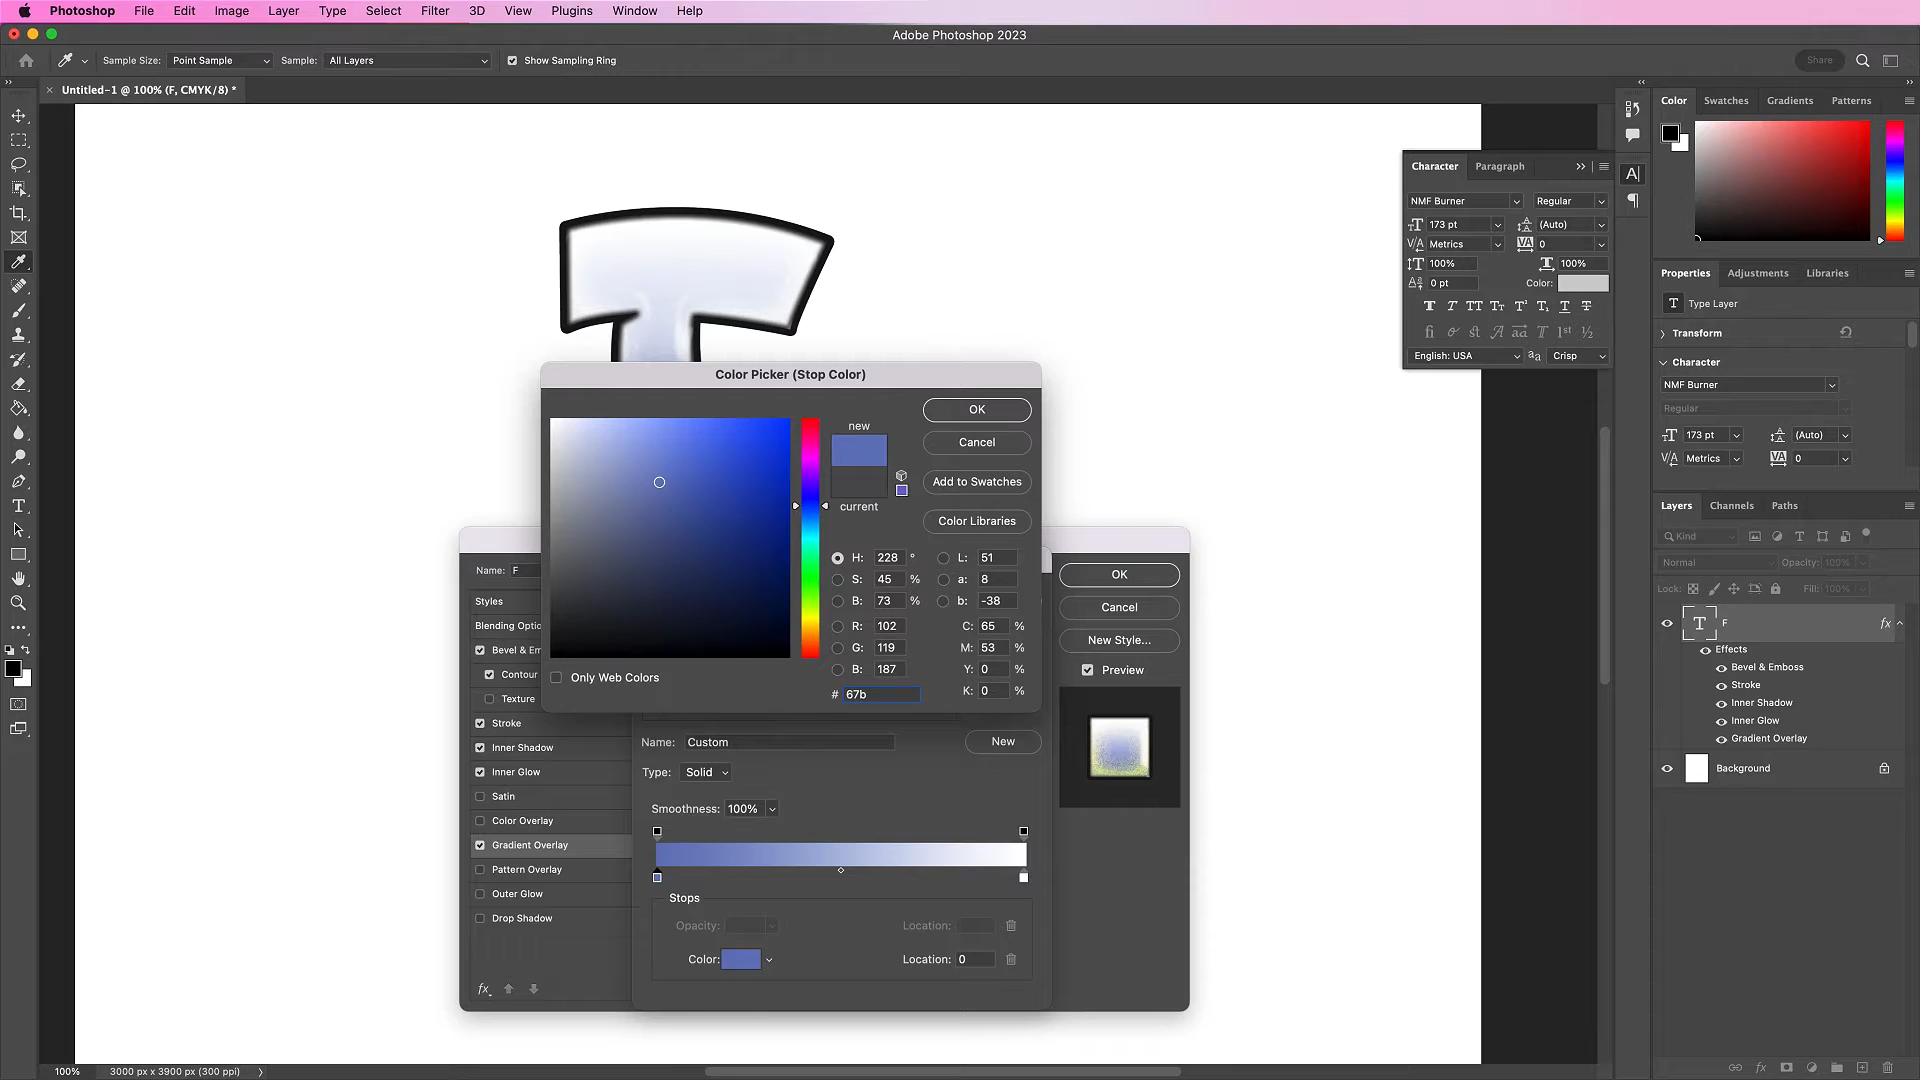 Photoshop File Edit Image Layer Type Select Filter 3D View Plugins Window Help
Adobe Photoshop 2023
Sample Size: Point Sample Sample: All Layers Show Sampling Ring Share
Untitled-1 @ 100% (F, CMYK/8) *
Color Swatches Gradients Patterns
Character Paragraph
NMF Burner Regular
173 pt (Auto)
Metrics 0
100% 100%
0 pt Color:
English: USA Crisp
Properties Adjustments Libraries
Type Layer
Transform
Character
NMF Burner
Regular
173 pt (Auto)
Metrics 0
Layers Channels Paths
Kind
Normal Opacity: 100%
Lock: Fill: 100%
F fx
Effects
Bevel & Emboss
Stroke
Inner Shadow
Inner Glow
Gradient Overlay
Background
Color Picker (Stop Color)
new
current
OK
Cancel
Add to Swatches
Color Libraries
H: 228 ° L: 51
S: 45 % a: 8
B: 73 % b: -38
R: 102 C: 65 %
G: 119 M: 53 %
B: 187 Y: 0 %
# 67b K: 0 %
Only Web Colors
Name: F
Styles
Blending Optio
Bevel & Em
Contour
Texture
Stroke
Inner Shadow
Inner Glow
Satin
Color Overlay
Gradient Overlay
Pattern Overlay
Outer Glow
Drop Shadow
fx
Name: Custom New
Type: Solid
Smoothness: 100%
Stops
Opacity: Location:
Color: Location: 0
OK
Cancel
New Style...
Preview
100% 3000 px x 3900 px (300 ppi)